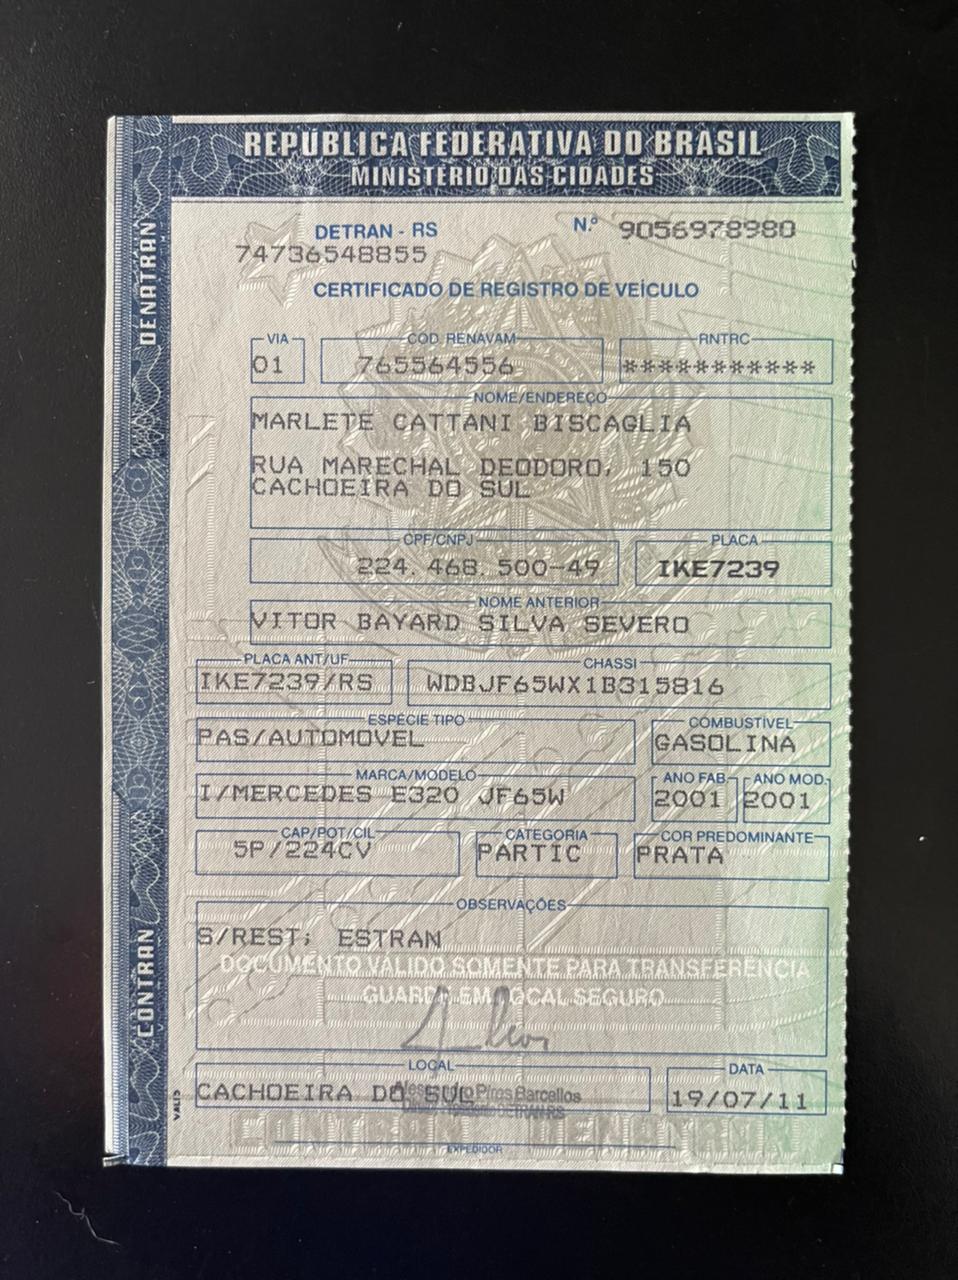 REPÚBLICA FEDERATIVA DO BRASIL
MINISTÉRIO DAS CIDADES
DENATRAN
CONTRAN
VALID
DETRAN - RS
N.º 9056978980
74736548855
CERTIFICADO DE REGISTRO DE VEÍCULO
VIA
01
CÓD. RENAVAM
765564556
RNTRC
***********
NOME/ENDEREÇO
MARLETE CATTANI BISCAGLIA
RUA MARECHAL DEODORO, 150
CACHOEIRA DO SUL
CPF/CNPJ
224.468.500-49
PLACA
IKE7239
NOME ANTERIOR
VITOR BAYARD SILVA SEVERO
PLACA ANT/UF
IKE7239/RS
CHASSI
WDBJF65WX1B315816
ESPÉCIE TIPO
PAS/AUTOMOVEL
COMBUSTÍVEL
GASOLINA
MARCA/MODELO
I/MERCEDES E320 JF65W
ANO FAB.
2001
ANO MOD.
2001
CAP/POT/CIL
5P/224CV
CATEGORIA
PARTIC
COR PREDOMINANTE
PRATA
OBSERVAÇÕES
S/REST; ESTRAN
DOCUMENTO VÁLIDO SOMENTE PARA TRANSFERÊNCIA
GUARDE EM LOCAL SEGURO
LOCAL
CACHOEIRA DO SUL
Pires Barcellos
DATA
19/07/11
CONTRAN DENATRAN
EXPEDIDOR